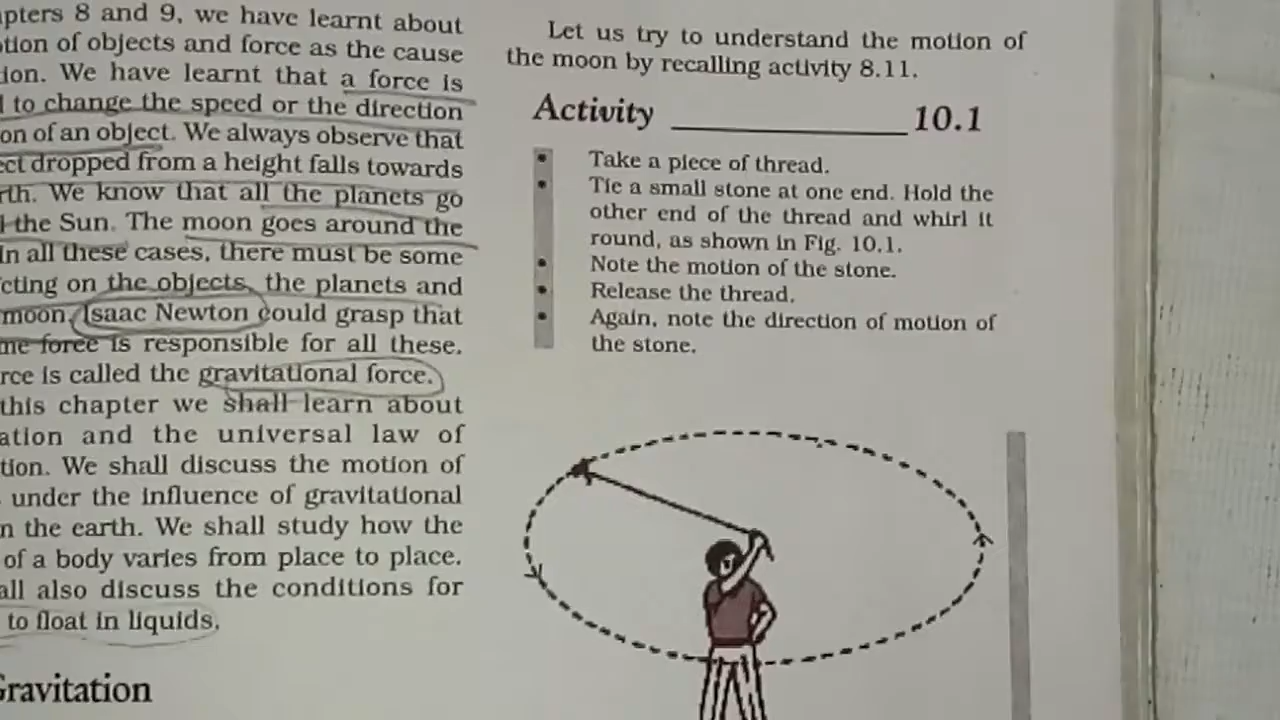 pters 8 and 9, we have learnt about
tion of objects and force as the cause
ion. We have learnt that a force is
to change the speed or the direction
on of an object. We always observe that
ect dropped from a height falls towards
rth. We know that all the planets go
the Sun. The moon goes around the
In all these cases, there must be some
cting on the objects, the planets and
moon. Isaac Newton could grasp that
me force is responsible for all these.
rce is called the gravitational force.
this chapter we shall learn about
ation and the universal law of
tion. We shall discuss the motion of
under the influence of gravitational
n the earth. We shall study how the
of a body varies from place to place.
all also discuss the conditions for
to float in liquids.
Gravitation
Let us try to understand the motion of
the moon by recalling activity 8.11.
Activity 10.1
• Take a piece of thread.
• Tie a small stone at one end. Hold the
other end of the thread and whirl it
round, as shown in Fig. 10.1.
• Note the motion of the stone.
• Release the thread.
• Again, note the direction of motion of
the stone.